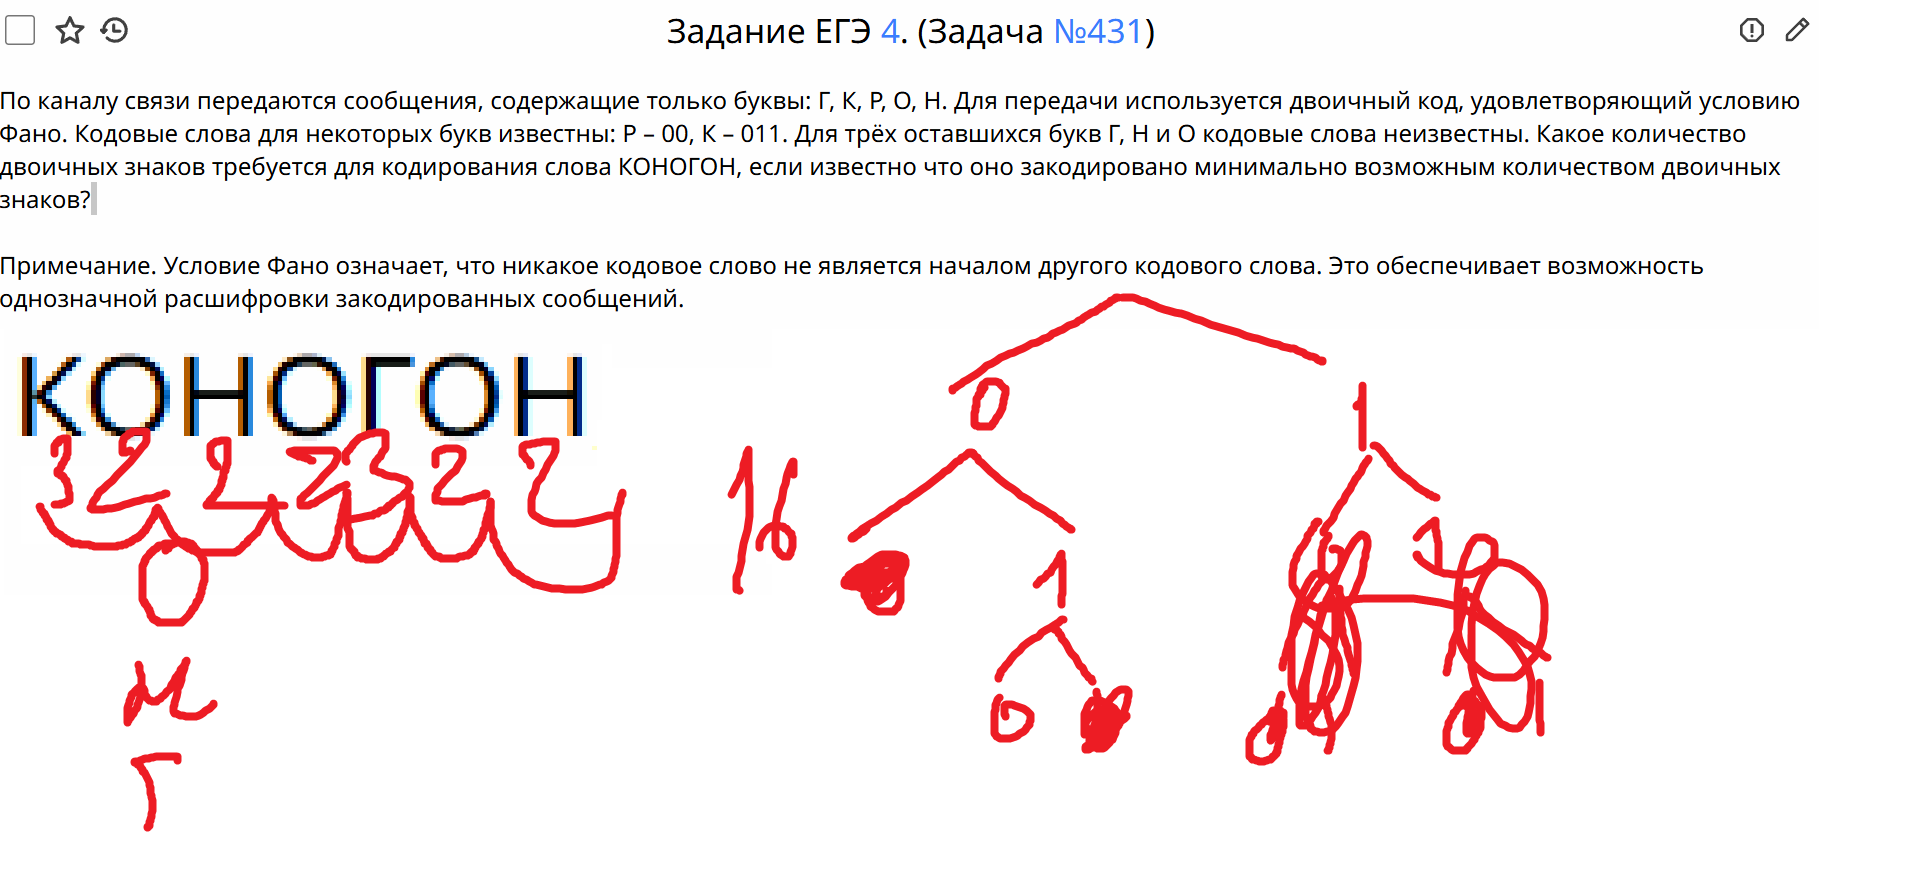 Задание ЕГЭ 4. (Задача №431)
По каналу связи передаются сообщения, содержащие только буквы: Г, К, Р, О, Н. Для передачи используется двоичный код, удовлетворяющий условию
Фано. Кодовые слова для некоторых букв известны: Р – 00, К – 011. Для трёх оставшихся букв Г, Н и О кодовые слова неизвестны. Какое количество
двоичных знаков требуется для кодирования слова КОНОГОН, если известно что оно закодировано минимально возможным количеством двоичных
знаков?
Примечание. Условие Фано означает, что никакое кодовое слово не является началом другого кодового слова. Это обеспечивает возможность
однозначной расшифровки закодированных сообщений.
КОНОГОН
3 2 2 2 3 2 2
16
О
Н
Г
0 1
1 1
0
0 0 1